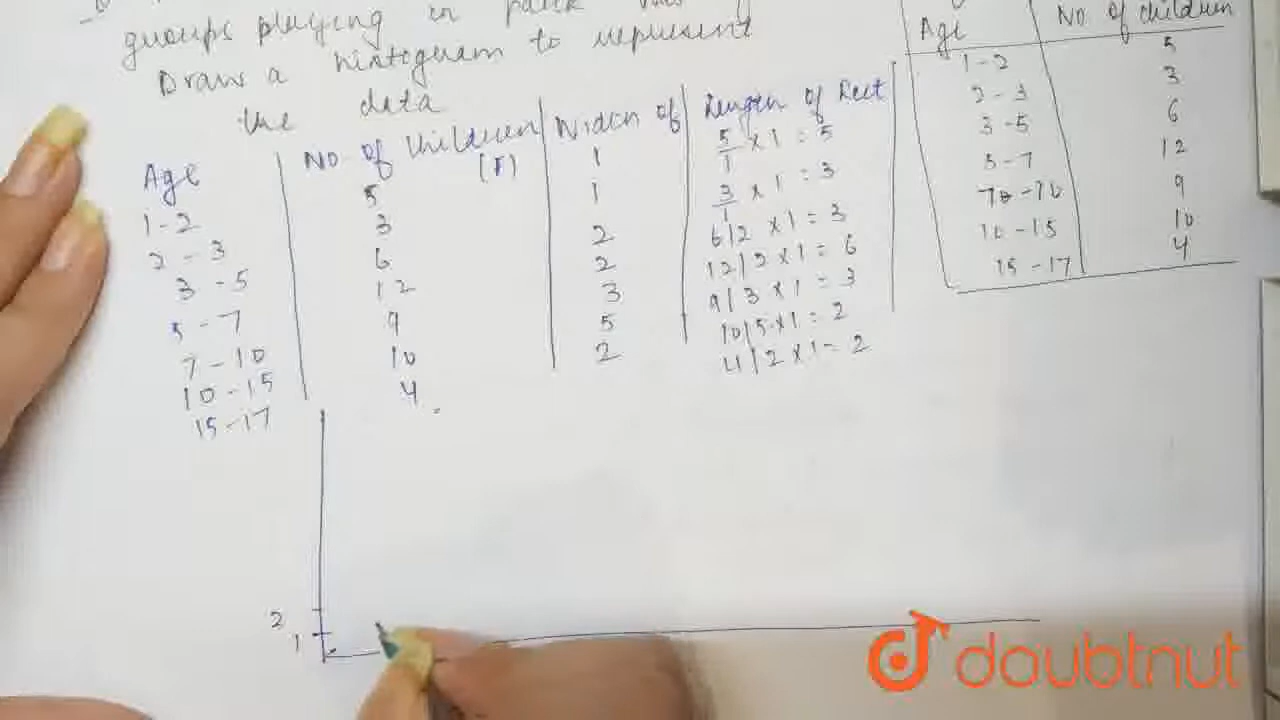 groups playing in park
Draw a histogram to represent
the data
Age | No of Children (F) | Width of | Length of Rect
1-2 5 1 5/1 x 1 = 5
2-3 3 1 3/1 x 1 = 3
3-5 6 2 6/2 x 1 = 3
5-7 12 2 12/2 x 1 = 6
7-10 9 3 9/3 x 1 = 3
10-15 10 5 10/5 x 1 = 2
15-17 4 2 4/2 x 1 = 2
Age No of Children
1-2 5
2-3 3
3-5 6
5-7 12
9
10-15 10
15-17 4
2
1
doubtnut